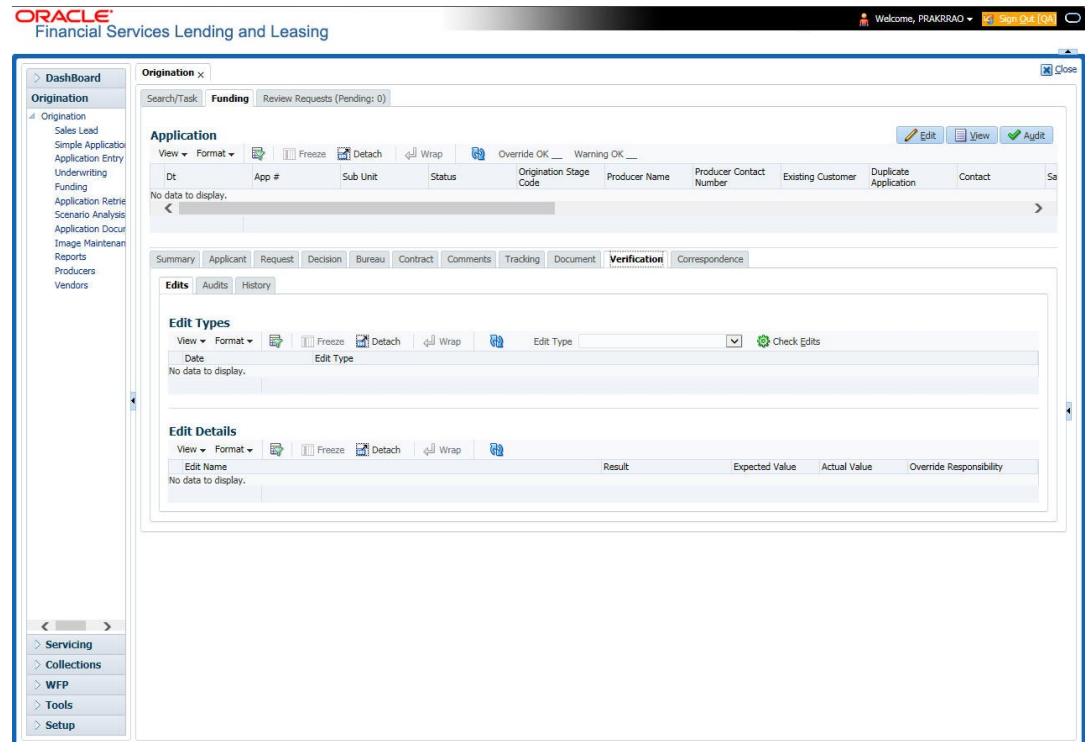 ORACLE
Financial Services Lending and Leasing
Welcome, PRAKRRAO
Sign Out [QA]
Close
DashBoard
Origination
Origination
Sales Lead
Simple Applicatio
Application Entry
Underwriting
Funding
Application Retrie
Scenario Analysis
Application Docur
Image Maintenan
Reports
Producers
Vendors
Servicing
Collections
WFP
Tools
Setup
Origination x
Search/Task Funding Review Requests (Pending: 0)
Application
Edit View Audit
View Format Freeze Detach Wrap Override OK __ Warning OK __
Dt App # Sub Unit Status Origination Stage Code Producer Name Producer Contact Number Existing Customer Duplicate Application Contact Sa
No data to display.
Summary Applicant Request Decision Bureau Contract Comments Tracking Document Verification Correspondence
Edits Audits History
Edit Types
View Format Freeze Detach Wrap Edit Type Check Edits
Date Edit Type
No data to display.
Edit Details
View Format Freeze Detach Wrap
Edit Name Result Expected Value Actual Value Override Responsibility
No data to display.